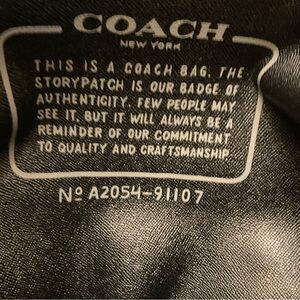 COACH
NEW YORK
THIS IS A COACH BAG. THE
STORYPATCH IS OUR BADGE OF
AUTHENTICITY. FEW PEOPLE MAY
SEE IT, BUT IT WILL ALWAYS BE A
REMINDER OF OUR COMMITMENT
TO QUALITY AND CRAFTSMANSHIP.
Nº A2054-91107